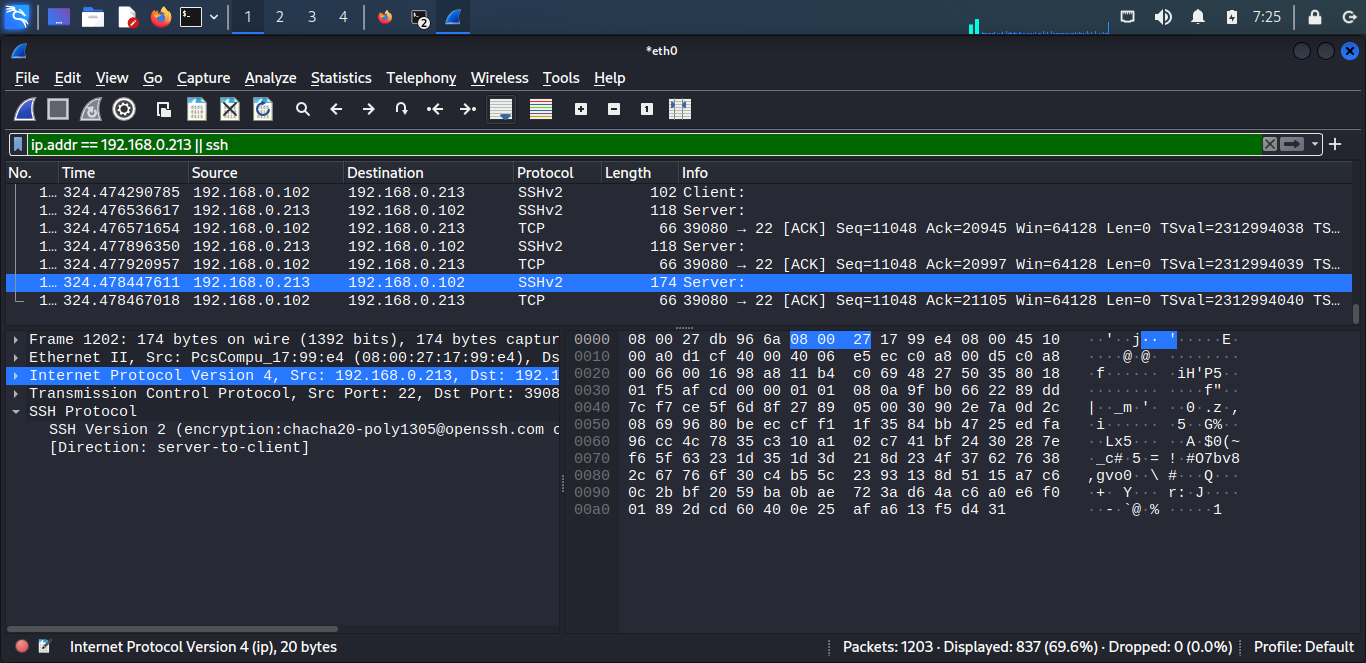 1 2 3 4 2 7:25
*eth0
File Edit View Go Capture Analyze Statistics Telephony Wireless Tools Help
ip.addr == 192.168.0.213 || ssh
No. Time Source Destination Protocol Length Info
1… 324.474290785 192.168.0.102 192.168.0.213 SSHv2 102 Client:
1… 324.476536617 192.168.0.213 192.168.0.102 SSHv2 118 Server:
1… 324.476571654 192.168.0.102 192.168.0.213 TCP 66 39080 → 22 [ACK] Seq=11048 Ack=20945 Win=64128 Len=0 TSval=2312994038 TS…
1… 324.477896350 192.168.0.213 192.168.0.102 SSHv2 118 Server:
1… 324.477920957 192.168.0.102 192.168.0.213 TCP 66 39080 → 22 [ACK] Seq=11048 Ack=20997 Win=64128 Len=0 TSval=2312994039 TS…
1… 324.478447611 192.168.0.213 192.168.0.102 SSHv2 174 Server:
1… 324.478467018 192.168.0.102 192.168.0.213 TCP 66 39080 → 22 [ACK] Seq=11048 Ack=21105 Win=64128 Len=0 TSval=2312994040 TS…
Frame 1202: 174 bytes on wire (1392 bits), 174 bytes captur
Ethernet II, Src: PcsCompu_17:99:e4 (08:00:27:17:99:e4), Ds
Internet Protocol Version 4, Src: 192.168.0.213, Dst: 192.1
Transmission Control Protocol, Src Port: 22, Dst Port: 3908
SSH Protocol
SSH Version 2 (encryption:chacha20-poly1305@openssh.com c
[Direction: server-to-client]
0000 08 00 27 db 96 6a 08 00 27 17 99 e4 08 00 45 10 ··'··j··'·····E·
0010 00 a0 d1 cf 40 00 40 06 e5 ec c0 a8 00 d5 c0 a8 ····@·@·········
0020 00 66 00 16 98 a8 11 b4 c0 69 48 27 50 35 80 18 ·f·······iH'P5··
0030 01 f5 af cd 00 00 01 01 08 0a 9f b0 66 22 89 dd ············f"··
0040 7c f7 ce 5f 6d 8f 27 89 05 00 30 90 2e 7a 0d 2c |··_m·'···0·.z·,
0050 08 69 96 80 be ec cf f1 1f 35 84 bb 47 25 ed fa ·i·······5··G%··
0060 96 cc 4c 78 35 c3 10 a1 02 c7 41 bf 24 30 28 7e ··Lx5·····A·$0(~
0070 f6 5f 63 23 1d 35 1d 3d 21 8d 23 4f 37 62 76 38 ·_c#·5·=!·#O7bv8
0080 2c 67 76 6f 30 c4 b5 5c 23 93 13 8d 51 15 a7 c6 ,gvo0··\#···Q···
0090 0c 2b bf 20 59 ba 0b ae 72 3a d6 4a c6 a0 e6 f0 ·+· Y···r:·J····
00a0 01 89 2d cd 60 40 0e 25 af a6 13 f5 d4 31 ··-·`@·%·····1
Internet Protocol Version 4 (ip), 20 bytes Packets: 1203 · Displayed: 837 (69.6%) · Dropped: 0 (0.0%) Profile: Default